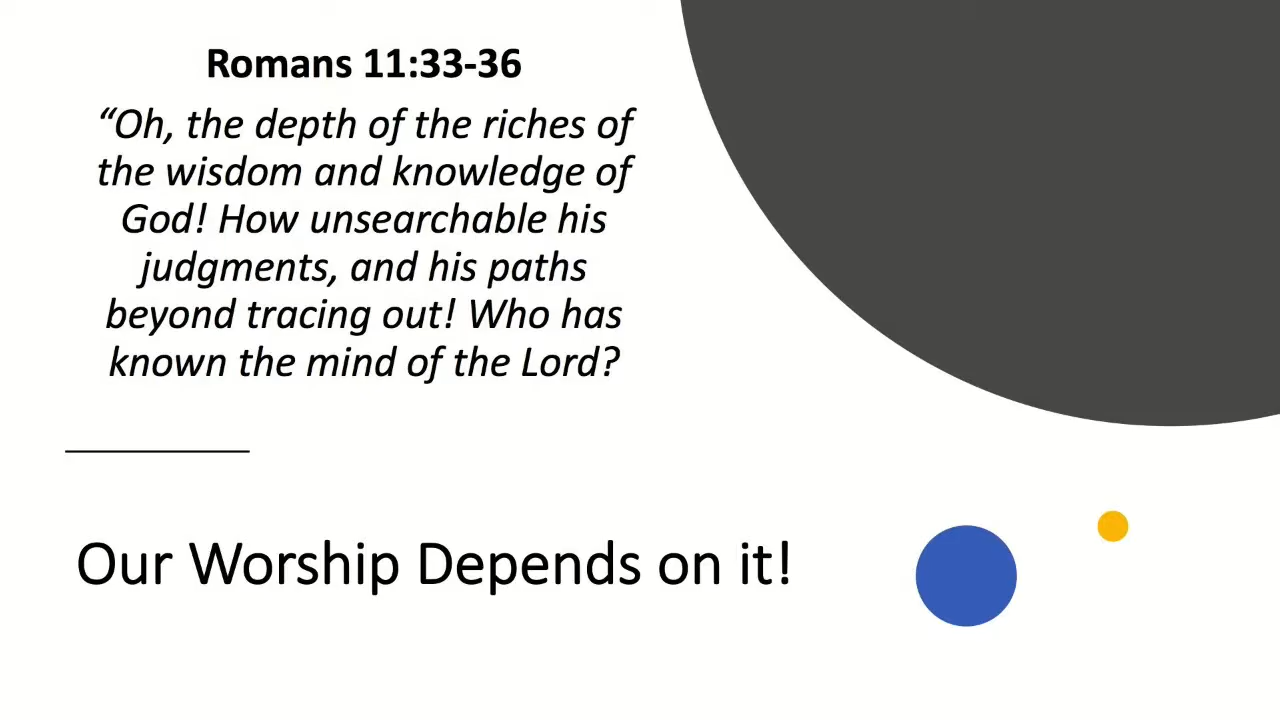 Romans 11:33-36
“Oh, the depth of the riches of
the wisdom and knowledge of
God! How unsearchable his
judgments, and his paths
beyond tracing out! Who has
known the mind of the Lord?
Our Worship Depends on it!